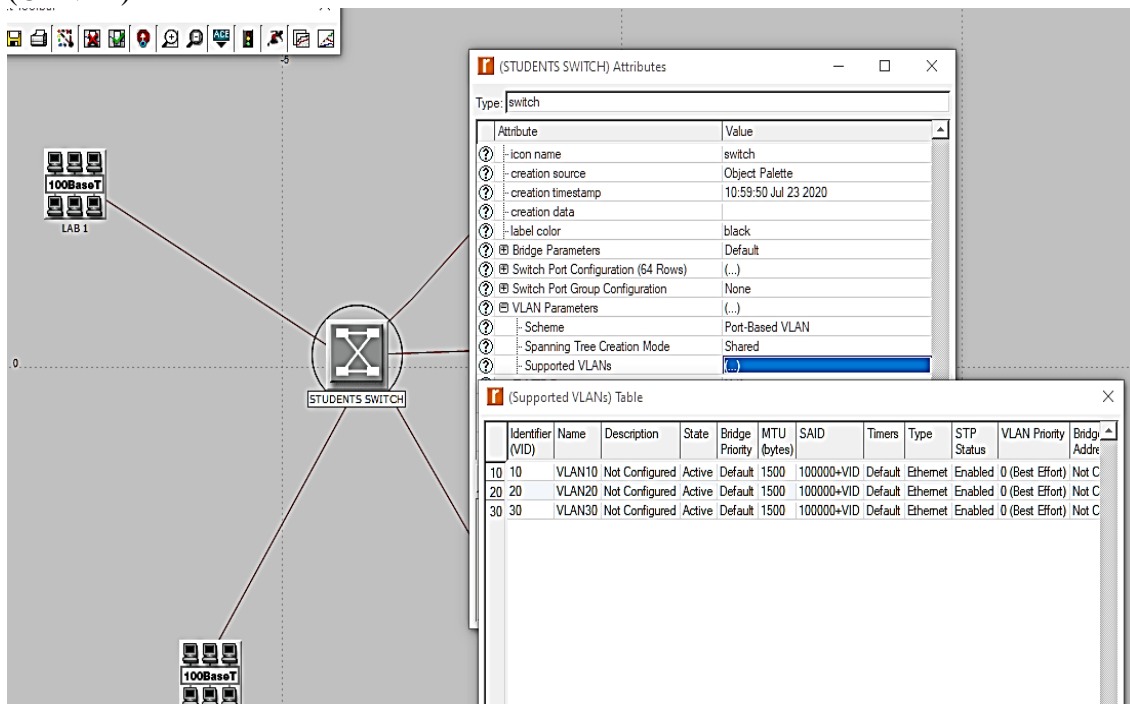 -5
ACE
(STUDENTS SWITCH) Attributes
Type: switch
Attribute Value
icon name switch
creation source Object Palette
creation timestamp 10:59:50 Jul 23 2020
creation data
label color black
Bridge Parameters Default
Switch Port Configuration (64 Rows) (...)
Switch Port Group Configuration None
VLAN Parameters (...)
Scheme Port-Based VLAN
Spanning Tree Creation Mode Shared
Supported VLANs (...)
100BaseT
LAB 1
.0
STUDENTS SWITCH
100BaseT
(Supported VLANs) Table
Identifier (VID) Name Description State Bridge Priority MTU (bytes) SAID Timers Type STP Status VLAN Priority
10 10 VLAN10 Not Configured Active Default 1500 100000+VID Default Ethernet Enabled 0 (Best Effort) Not C
20 20 VLAN20 Not Configured Active Default 1500 100000+VID Default Ethernet Enabled 0 (Best Effort) Not C
30 30 VLAN30 Not Configured Active Default 1500 100000+VID Default Ethernet Enabled 0 (Best Effort) Not C